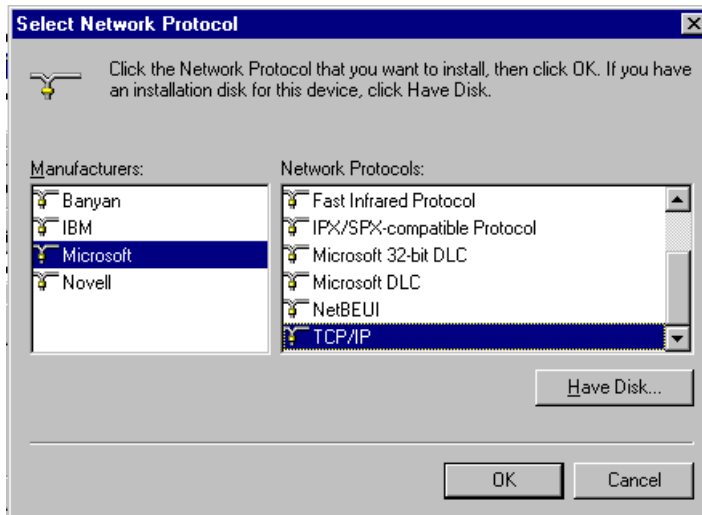 Select Network Protocol
Click the Network Protocol that you want to install, then click OK. If you have
an installation disk for this device, click Have Disk.
Manufacturers:
Banyan
IBM
Microsoft
Novell
Network Protocols:
Fast Infrared Protocol
IPX/SPX-compatible Protocol
Microsoft 32-bit DLC
Microsoft DLC
NetBEUI
TCP/IP
Have Disk...
OK
Cancel